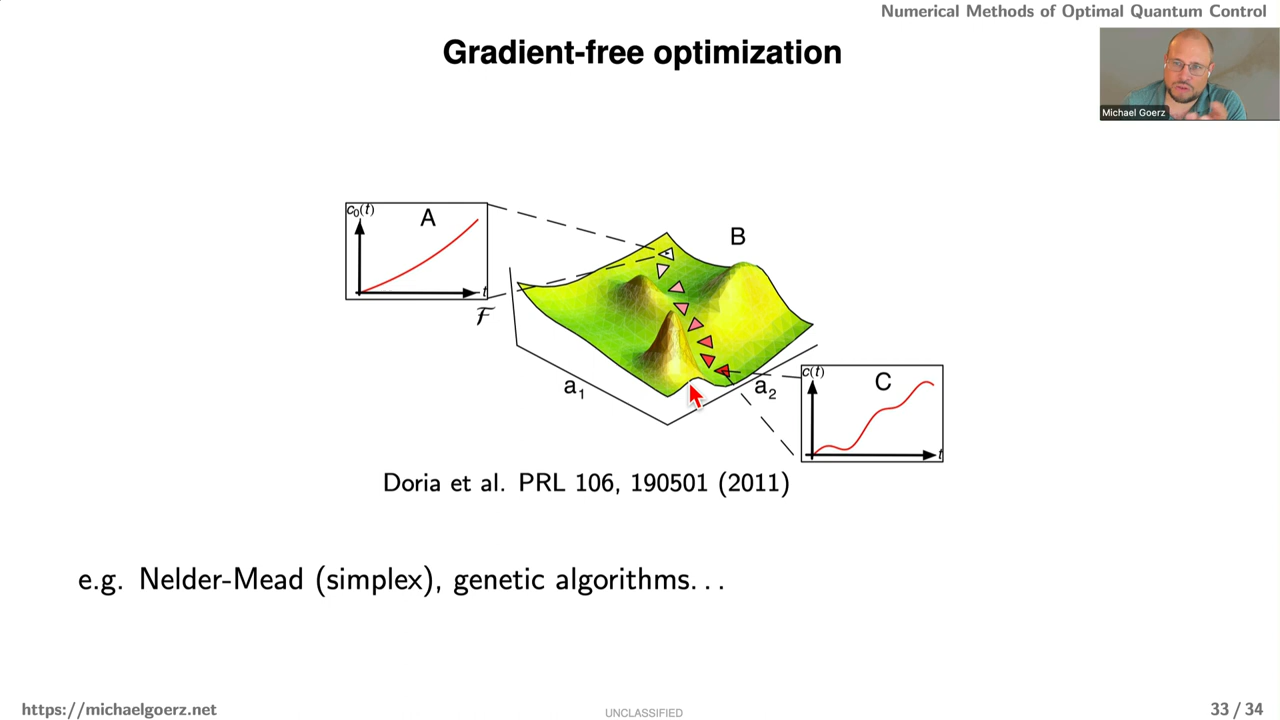 Numerical Methods of Optimal Quantum Control
Gradient-free optimization
Michael Goerz
c₀(t)
A
t
F
B
a₁
a₂
c(t)
C
t
Doria et al. PRL 106, 190501 (2011)
e.g. Nelder-Mead (simplex), genetic algorithms...
https://michaelgoerz.net
UNCLASSIFIED
33 / 34